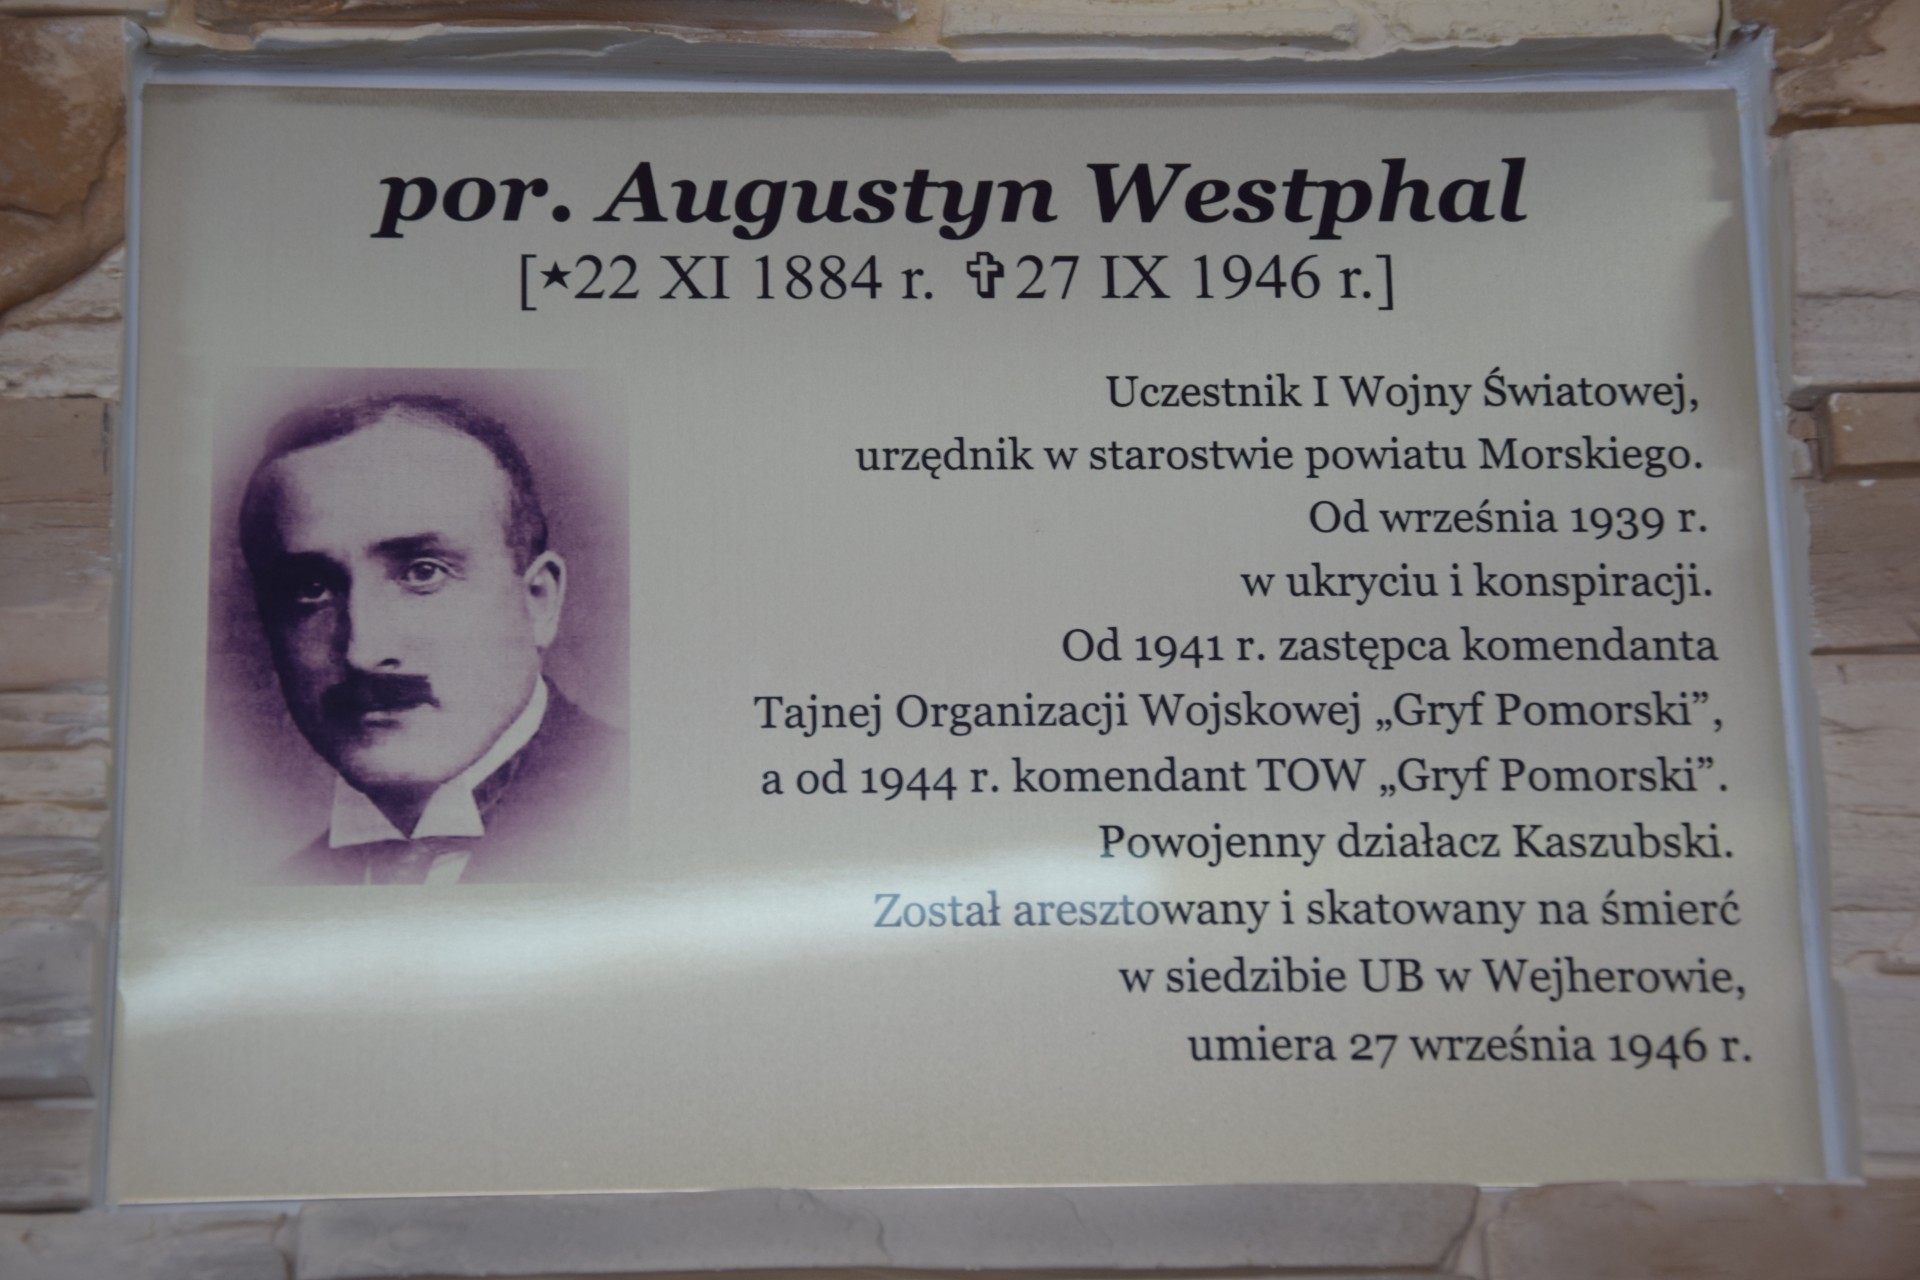 por. Augustyn Westphal
[★22 XI 1884 r. ✞27 IX 1946 r.]
Uczestnik I Wojny Światowej,
urzędnik w starostwie powiatu Morskiego.
Od września 1939 r.
w ukryciu i konspiracji.
Od 1941 r. zastępca komendanta
Tajnej Organizacji Wojskowej „Gryf Pomorski”,
a od 1944 r. komendant TOW „Gryf Pomorski”.
Powojenny działacz Kaszubski.
Został aresztowany i skatowany na śmierć
w siedzibie UB w Wejherowie,
umiera 27 września 1946 r.